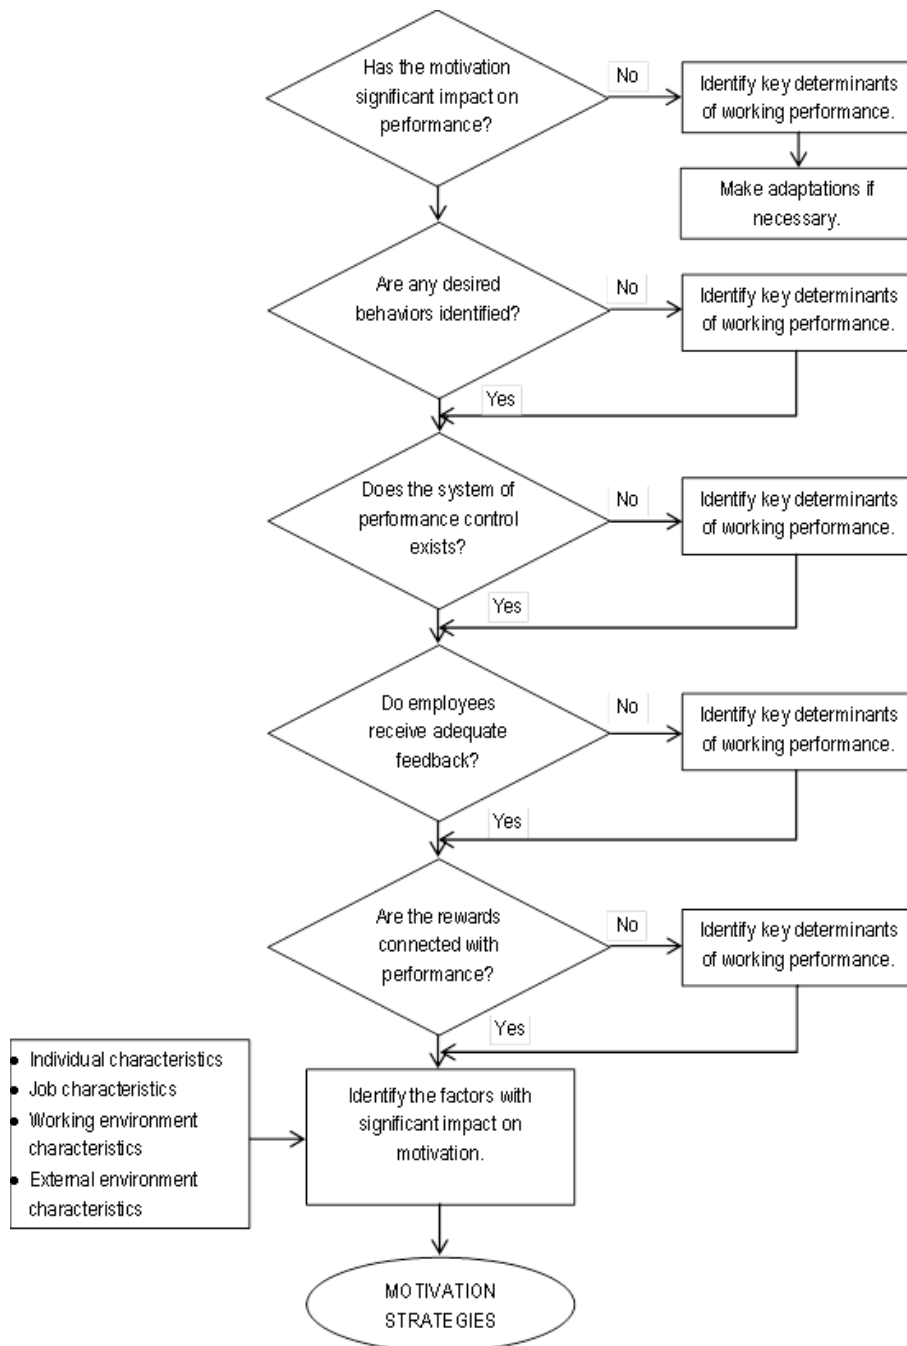 Has the motivation
significant impact on
performance?
No
Identify key determinants
of working performance.
Make adaptations if
necessary.
Are any desired
behaviors identified?
No
Identify key determinants
of working performance.
Yes
Does the system of
performance control
exists?
No
Identify key determinants
of working performance.
Yes
Do employees
receive adequate
feedback?
No
Identify key determinants
of working performance.
Yes
Are the rewards
connected with
performance?
No
Identify key determinants
of working performance.
Yes
• Individual characteristics
• Job characteristics
• Working environment
characteristics
• External environment
characteristics
Identify the factors with
significant impact on
motivation.
MOTIVATION
STRATEGIES